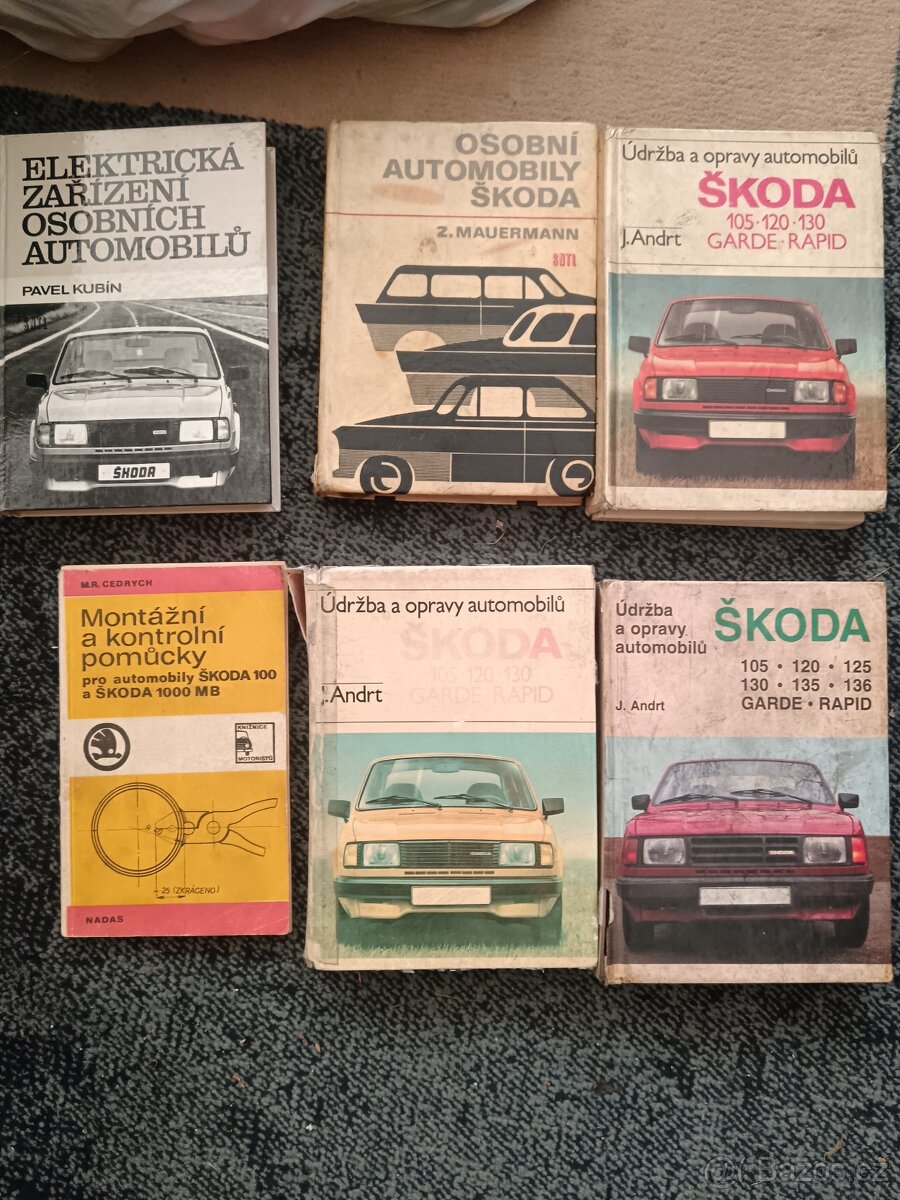 ELEKTRICKÁ
ZAŘÍZENÍ
OSOBNÍCH
AUTOMOBILŮ
PAVEL KUBÍN
ŠKODA
OSOBNÍ
AUTOMOBILY
ŠKODA
Z. MAUERMANN
SNTL
Údržba a opravy automobilů
ŠKODA
105 • 120 • 130
J. Andrt GARDE • RAPID
ŠKODA
M.R. CEDRYCH
Montážní
a kontrolní
pomůcky
pro automobily ŠKODA 100
a ŠKODA 1000 MB
KNIŽNICE
MOTORISTŮ
~25 (ZKRÁCENO)
NADAS
Údržba a opravy automobilů
ŠKODA
105 • 120 • 130
J. Andrt GARDE • RAPID
ŠKODA
Údržba
a opravy
automobilů
ŠKODA
105 • 120 • 125
130 • 135 • 136
J. Andrt GARDE • RAPID
ŠKODA
Bazos.cz